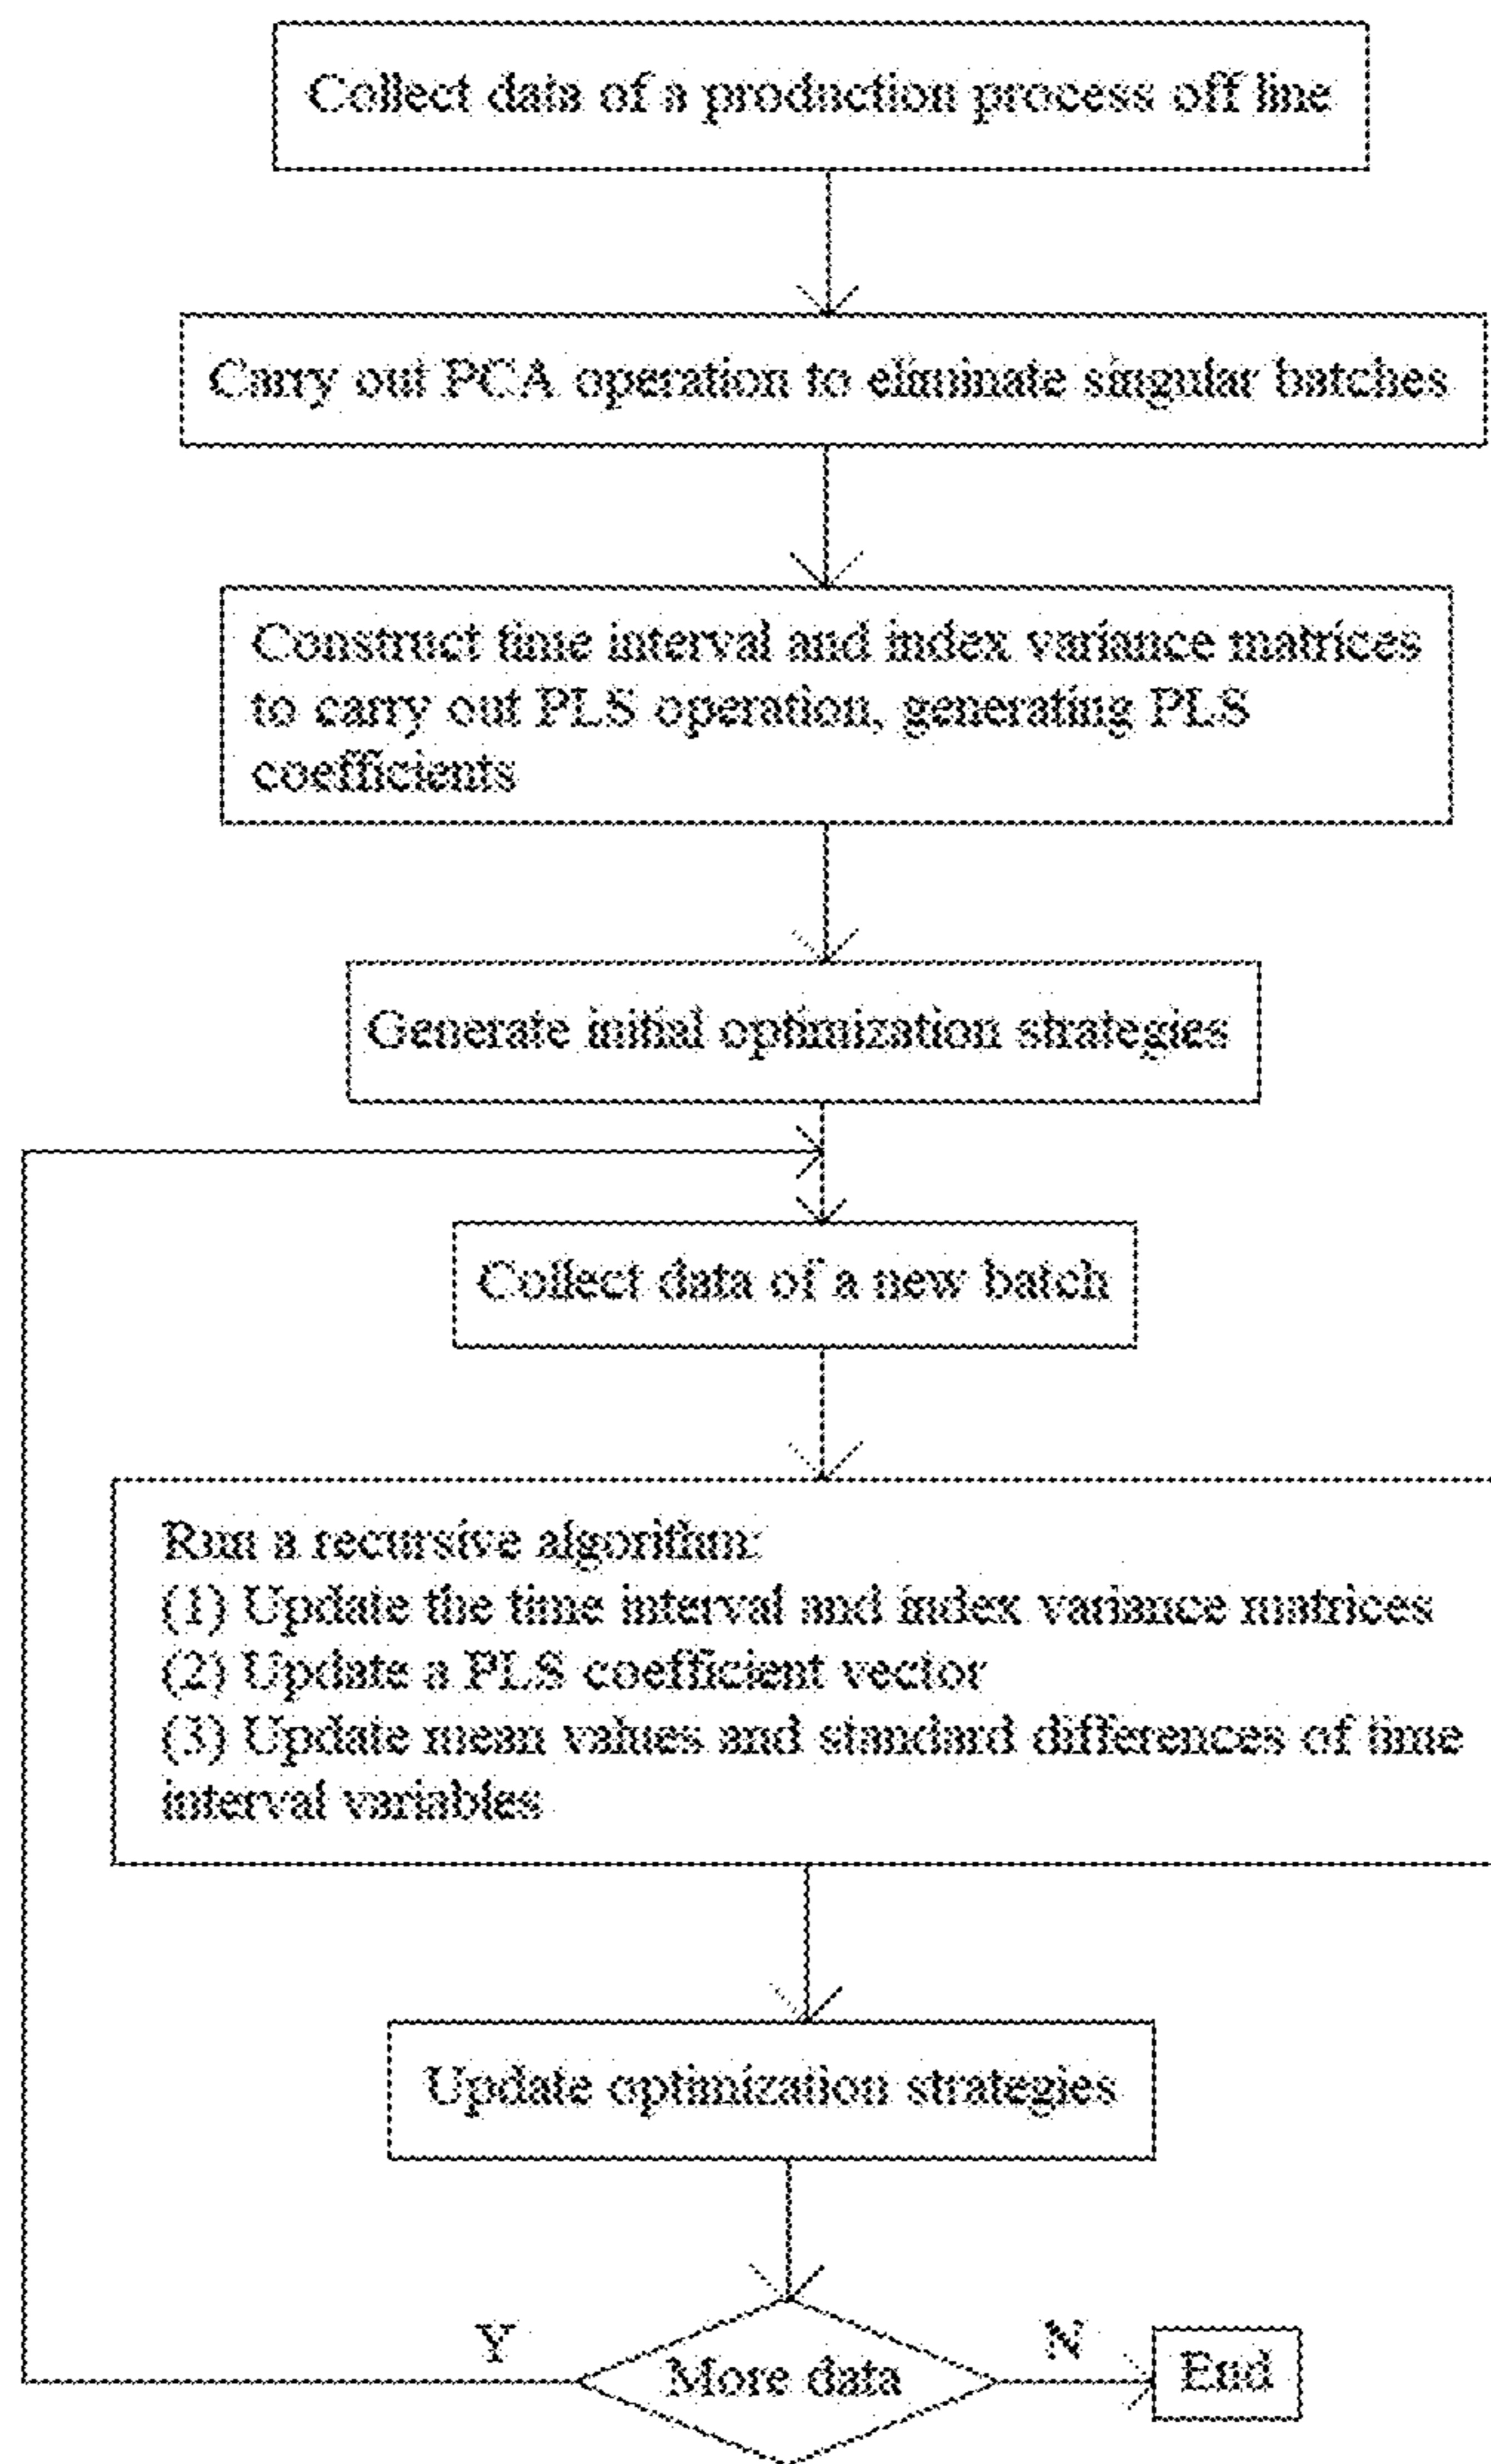 Collect data of a production process off line
Carry out PCA operation to eliminate singular batches
Construct time interval and index variance matrices
to carry out PLS operation, generating PLS
coefficients
Generate initial optimization strategies
Collect data of a new batch
Run a recursive algorithm:
(1) Update the time interval and index variance matrices
(2) Update a PLS coefficient vector
(3) Update mean values and standard differences of time
interval variables
Update optimization strategies
Y
N
More data
End